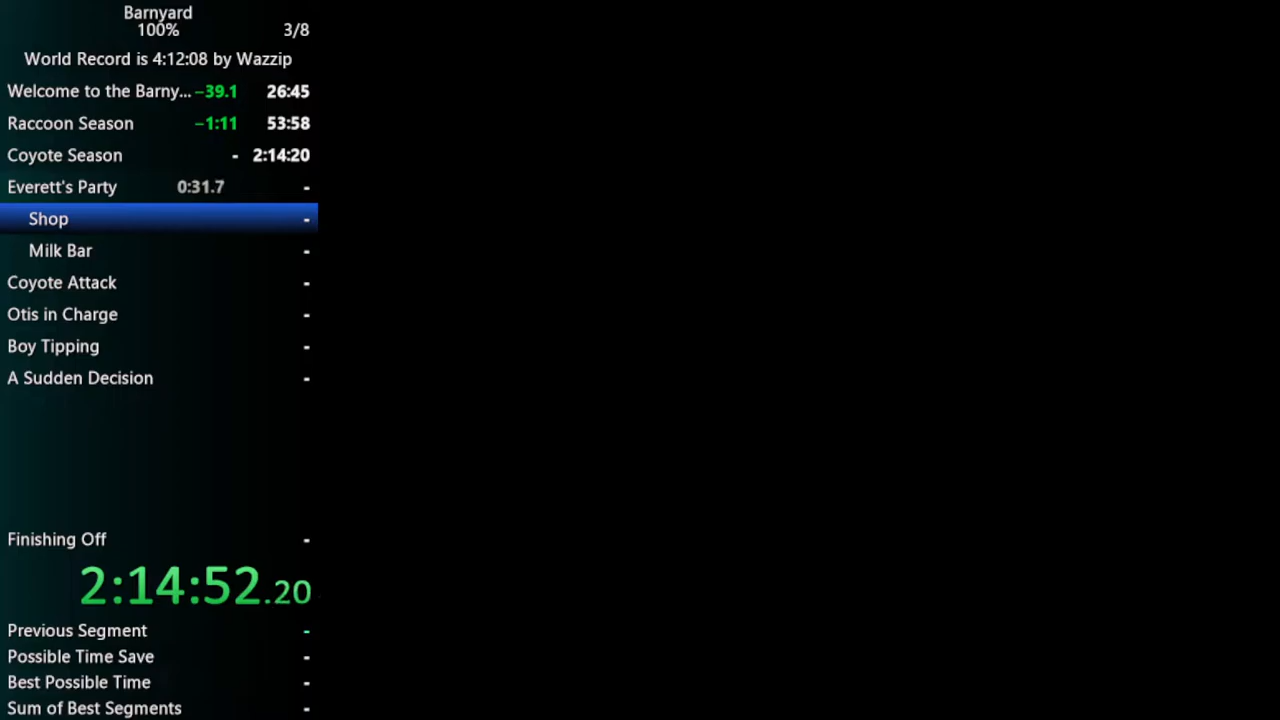 Barnyard
100% 3/8
World Record is 4:12:08 by Wazzip
Welcome to the Barny... −39.1 26:45
Raccoon Season −1:11 53:58
Coyote Season - 2:14:20
Everett's Party 0:31.7 -
Shop -
Milk Bar -
Coyote Attack -
Otis in Charge -
Boy Tipping -
A Sudden Decision -
Finishing Off -
2:14:52.20
Previous Segment -
Possible Time Save -
Best Possible Time -
Sum of Best Segments -